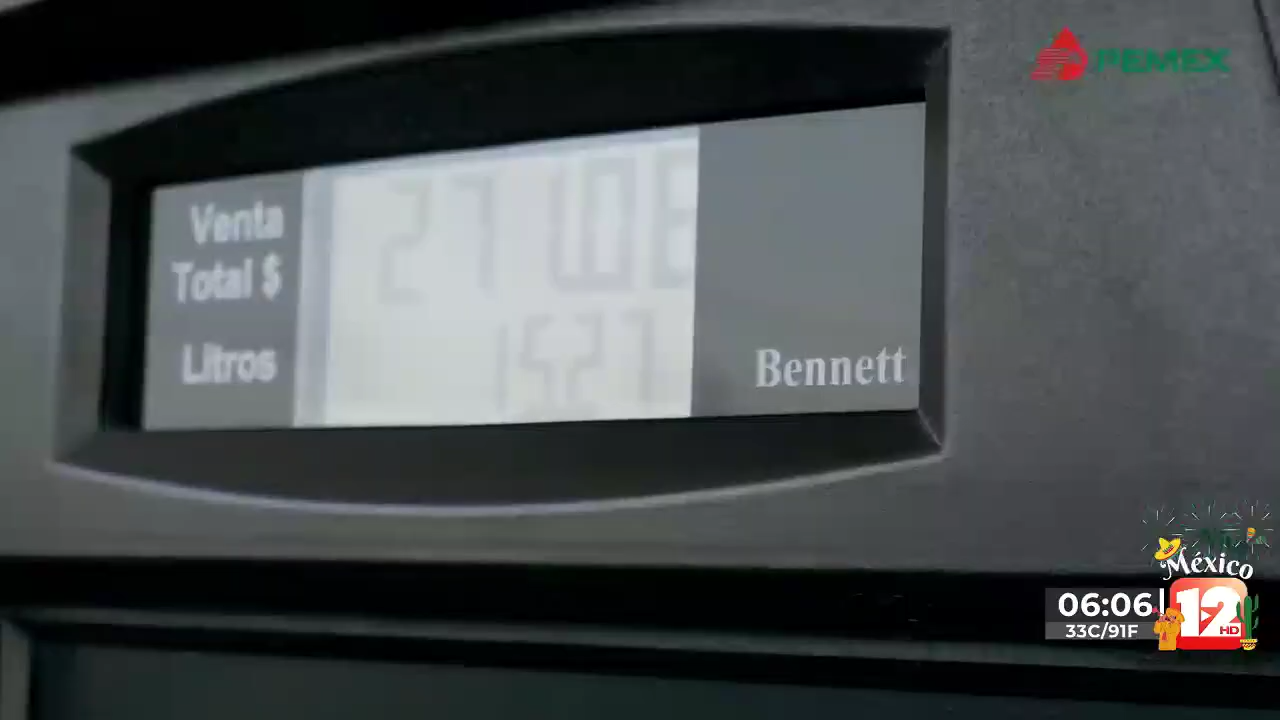 PEMEX
Venta
Total $
Litros
Bennett
México
06:06
12
33C/91F
HD